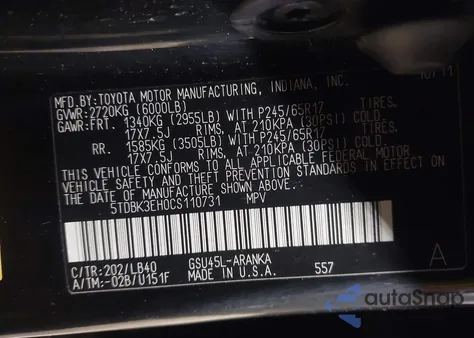 10/11
MFD. BY:TOYOTA MOTOR MANUFACTURING, INDIANA, INC.
GVWR: 2720KG (6000LB)
GAWR:FRT. 1340KG (2955LB) WITH P245/65R17 TIRES.
17X7.5J RIMS, AT 210KPA (30PSI) COLD.
RR. 1585KG (3505LB) WITH P245/65R17 TIRES.
17X7.5J RIMS, AT 210KPA (30PSI) COLD.
THIS VEHICLE CONFORMS TO ALL APPLICABLE FEDERAL MOTOR
VEHICLE SAFETY AND THEFT PREVENTION STANDARDS IN EFFECT ON
THE DATE OF MANUFACTURE SHOWN ABOVE.
5TDBK3EH0CS110731 MPV
C/TR:202/LB40 GSU45L-ARANKA A
A/TM:-02B/U151F MADE IN U.S.A. 557
autoSnap